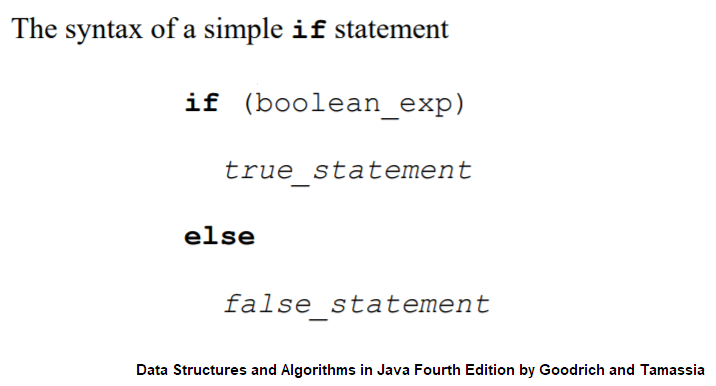 The syntax of a simple if statement
if (boolean_exp)
true_statement
else
false_statement
Data Structures and Algorithms in Java Fourth Edition by Goodrich and Tamassia